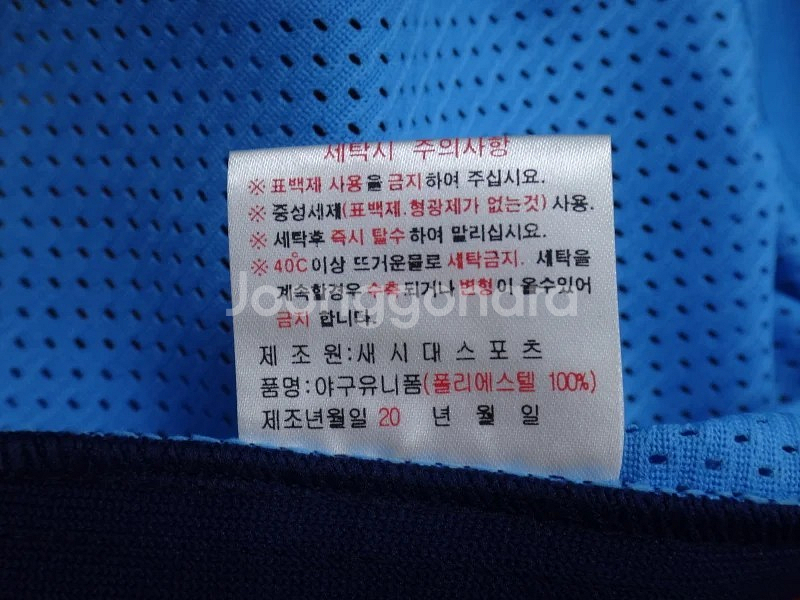 세탁시 주의사항
※ 표백제 사용을 금지하여 주십시요.
※ 중성세제(표백제.형광제가 없는것) 사용.
※ 세탁후 즉시 탈수하여 말리십시요.
※ 40℃이상 뜨거운물로 세탁금지. 세탁을
계속할경우 수축되거나 변형이 올수있어
금지 합니다.
Joonggonara
제 조 원:새 시 대 스 포 츠
품명:야구유니폼(폴리에스텔 100%)
제조년월일 20 년 월 일